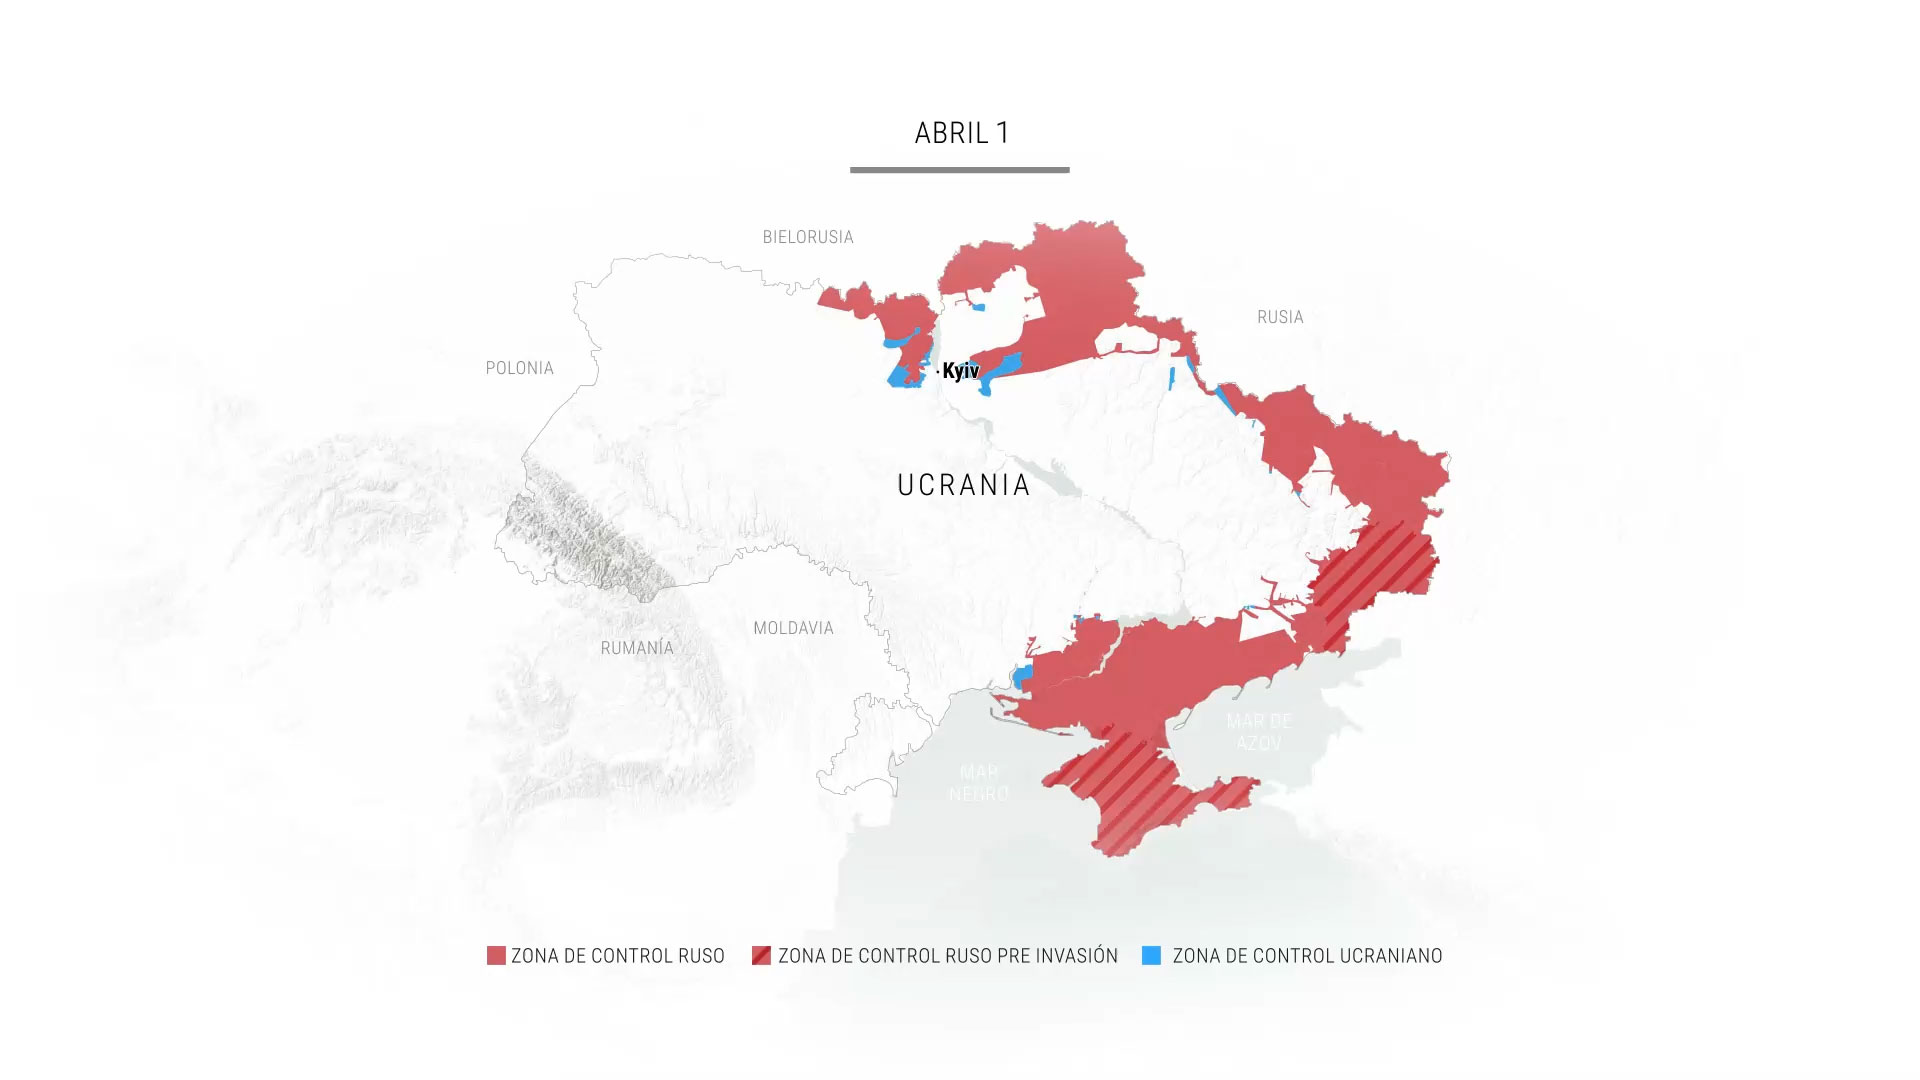 ABRIL 1
BIELORUSIA
RUSIA
POLONIA
Kyiv
UCRANIA
MOLDAVIA
RUMANÍA
MAR DE
AZOV
MAR
NEGRO
ZONA DE CONTROL RUSO
ZONA DE CONTROL RUSO PRE INVASIÓN
ZONA DE CONTROL UCRANIANO